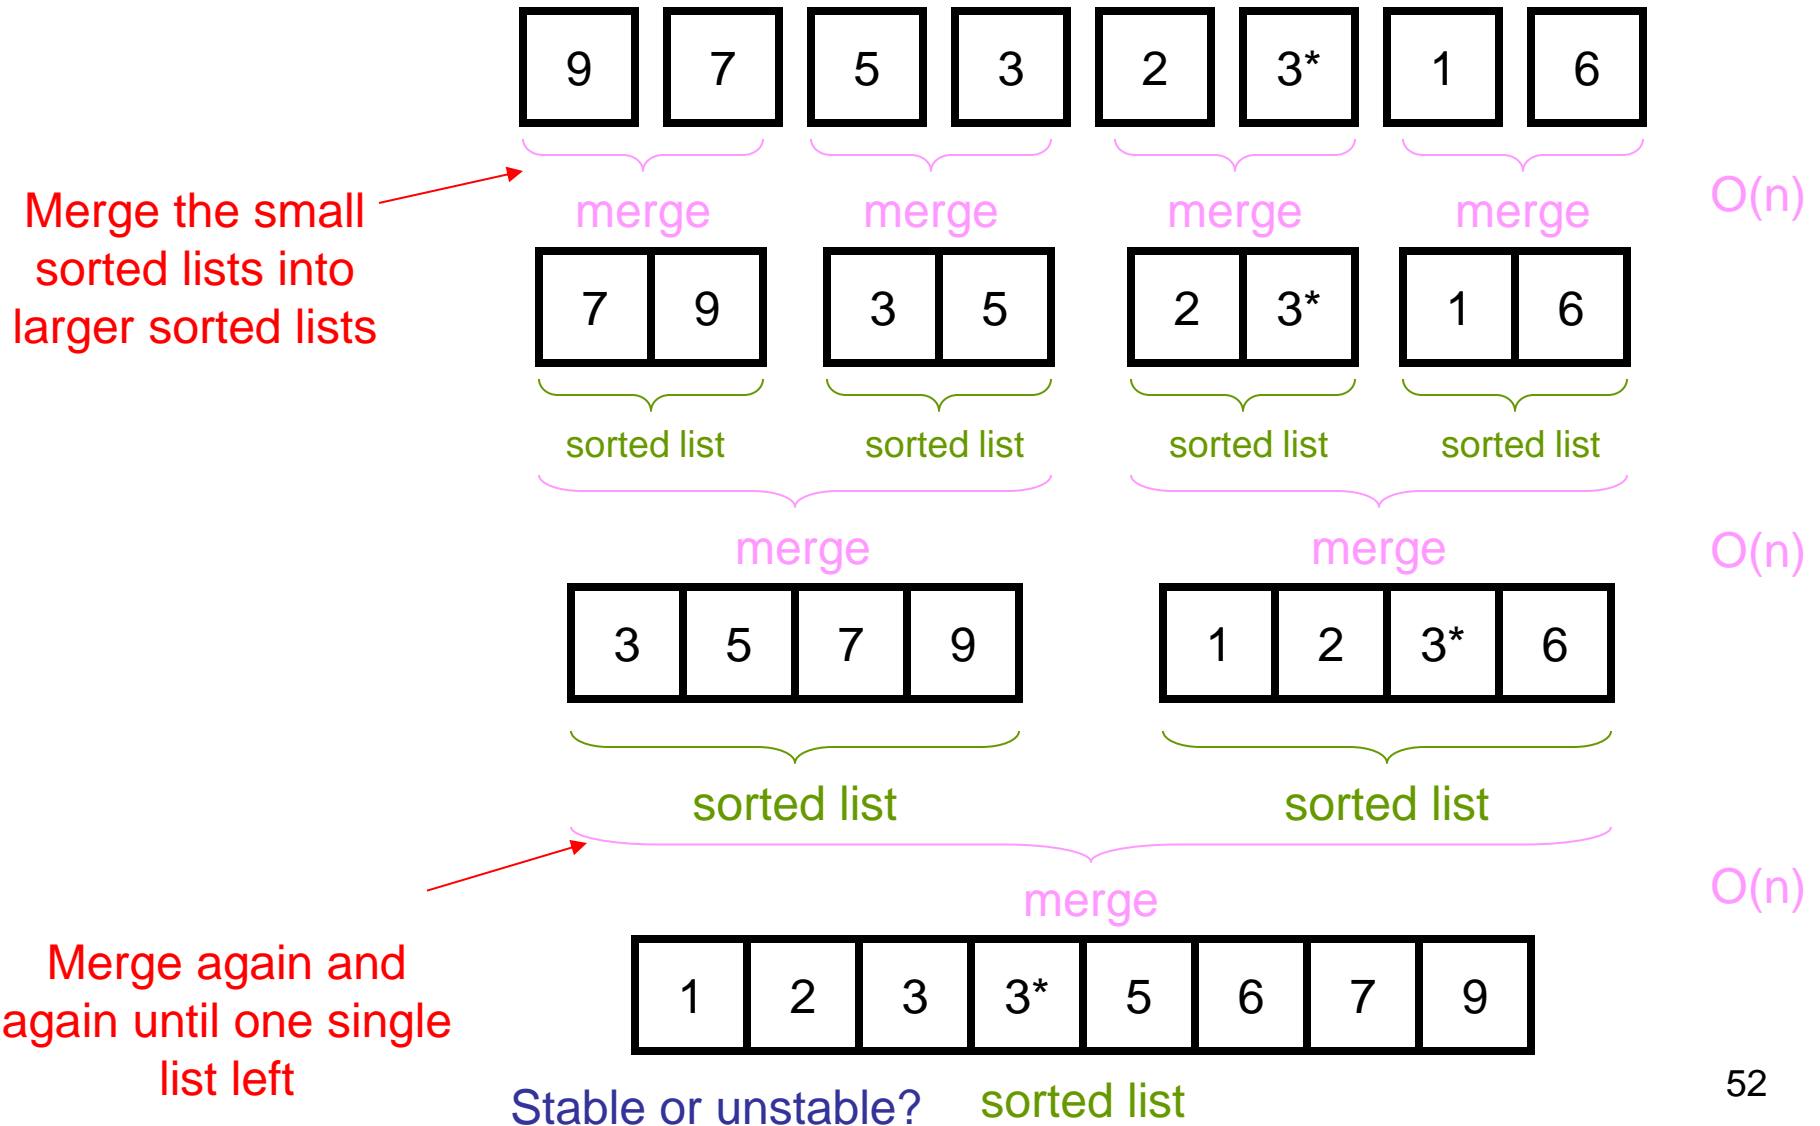 9 7 5 3 2 3* 1 6
Merge the small
sorted lists into
larger sorted lists
merge merge merge merge O(n)
7 9 3 5 2 3* 1 6
sorted list sorted list sorted list sorted list
merge merge O(n)
3 5 7 9 1 2 3* 6
sorted list sorted list
merge O(n)
Merge again and
again until one single
list left
1 2 3 3* 5 6 7 9
Stable or unstable? sorted list
52